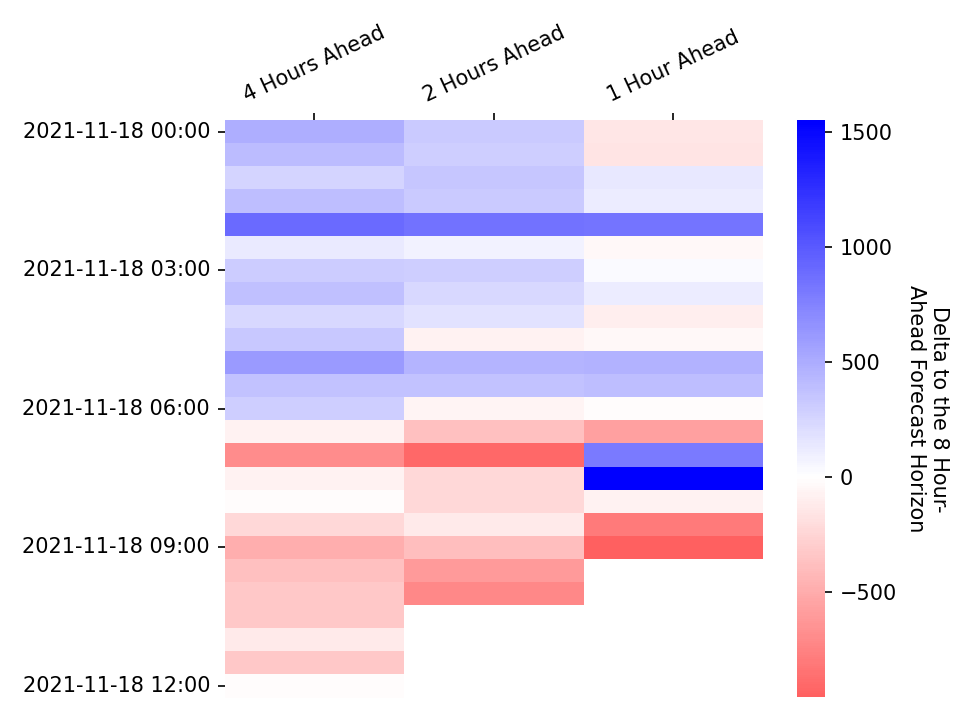 4 Hours Ahead
2 Hours Ahead
1 Hour Ahead
2021-11-18 00:00
2021-11-18 03:00
2021-11-18 06:00
2021-11-18 09:00
2021-11-18 12:00
1500
1000
500
0
−500
Delta to the 8 Hour-
Ahead Forecast Horizon